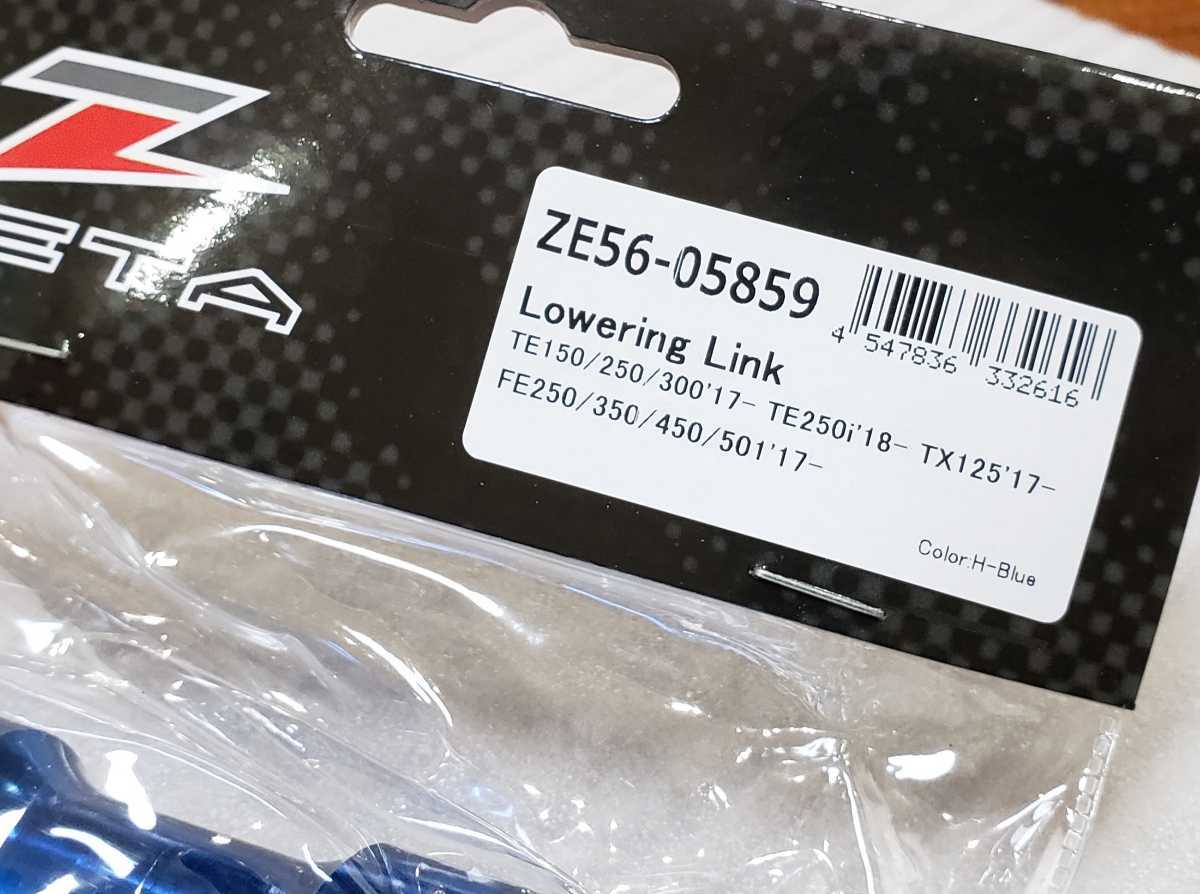 ZETA
ZE56-05859
4 547836 332616
Lowering Link
TE150/250/300'17- TE250i'18- TX125'17-
FE250/350/450/501'17-
Color:H-Blue